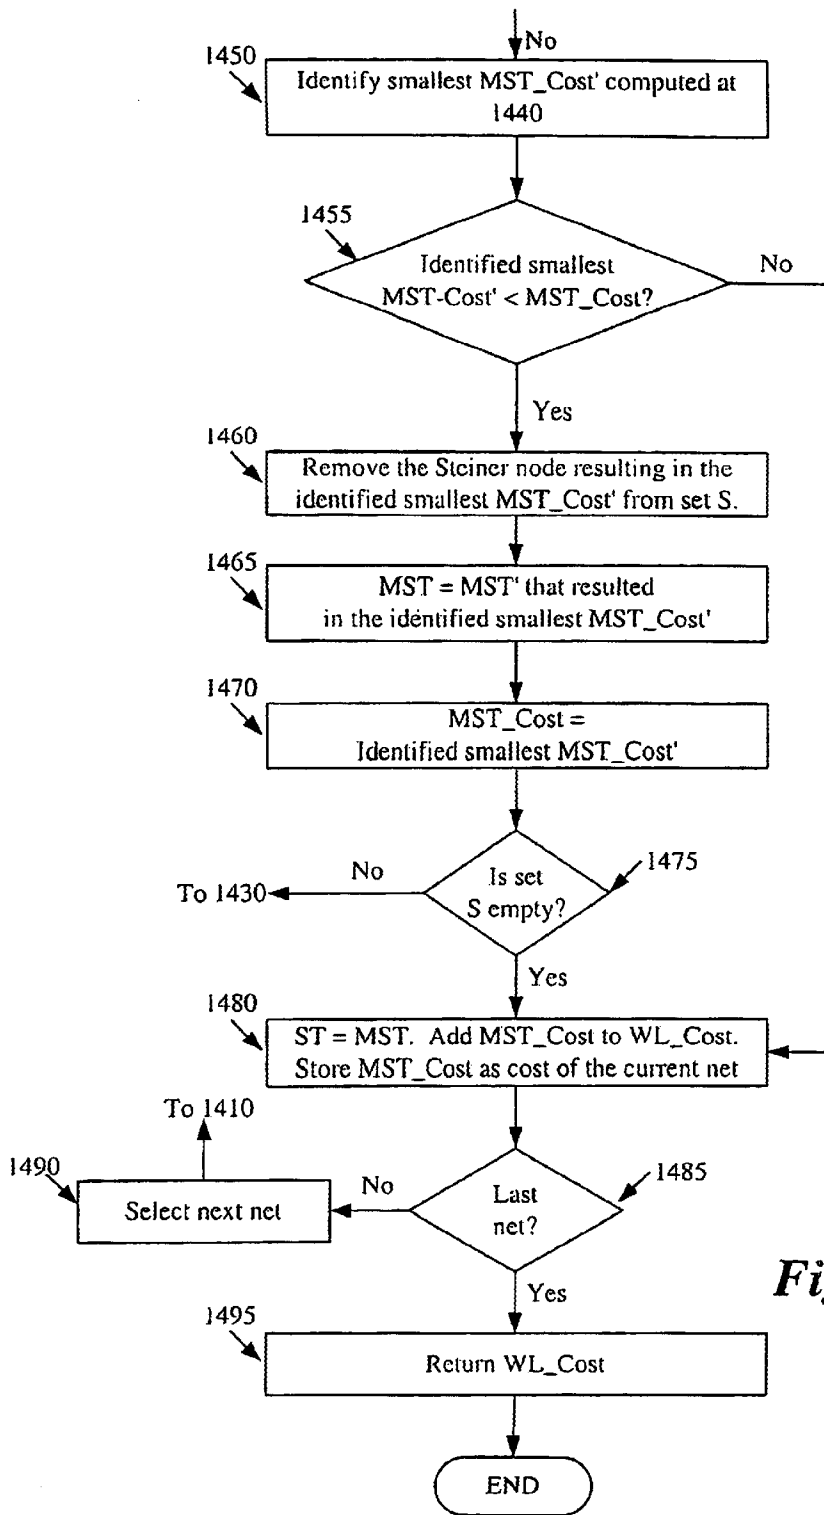 No
1450
Identify smallest MST_Cost' computed at
1440
1455
Identified smallest
MST-Cost' < MST_Cost?
No
Yes
1460
Remove the Steiner node resulting in the
identified smallest MST_Cost' from set S.
1465
MST = MST' that resulted
in the identified smallest MST_Cost'
1470
MST_Cost =
Identified smallest MST_Cost'
1475
No
Is set
S empty?
To 1430
Yes
1480
ST = MST. Add MST_Cost to WL_Cost.
Store MST_Cost as cost of the current net
To 1410
1490
Select next net
No
Last
net?
1485
Yes
1495
Return WL_Cost
END